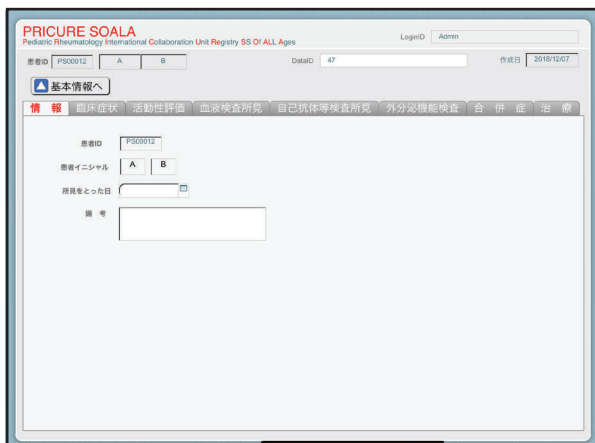 PRICURE SOALA
Pediatric Rheumatology International Collaboration Unit Registry SS Of ALL Ages
LoginID Admin
患者ID PS00012 A B DataID 47 作成日 2018/12/07
基本情報へ
情 報 臨床症状 活動性評価 血液検査所見 自己抗体等検査所見 外分泌機能検査 合 併 症 治 療
患者ID PS00012
患者イニシャル A B
所見をとった日
備 考